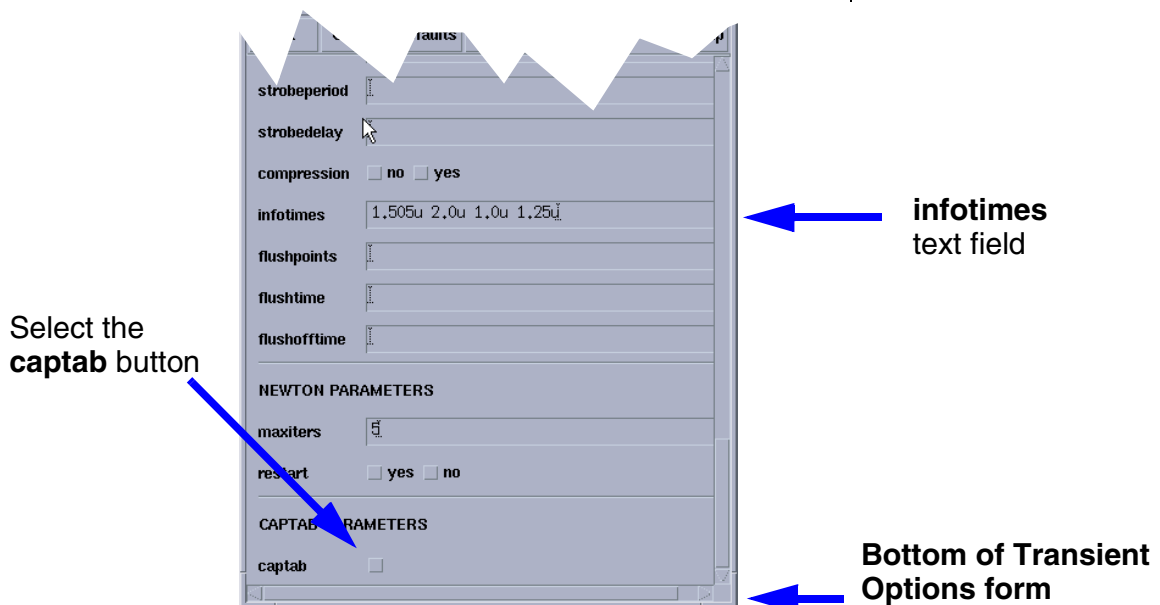 faults
strobeperiod
strobedelay
compression no yes
infotimes 1.505u 2.0u 1.0u 1.25u
infotimes
text field
flushpoints
flushtime
Select the
captab button
flushofftime
NEWTON PARAMETERS
maxiters 5
restart yes no
CAPTAB PARAMETERS
captab
Bottom of Transient
Options form